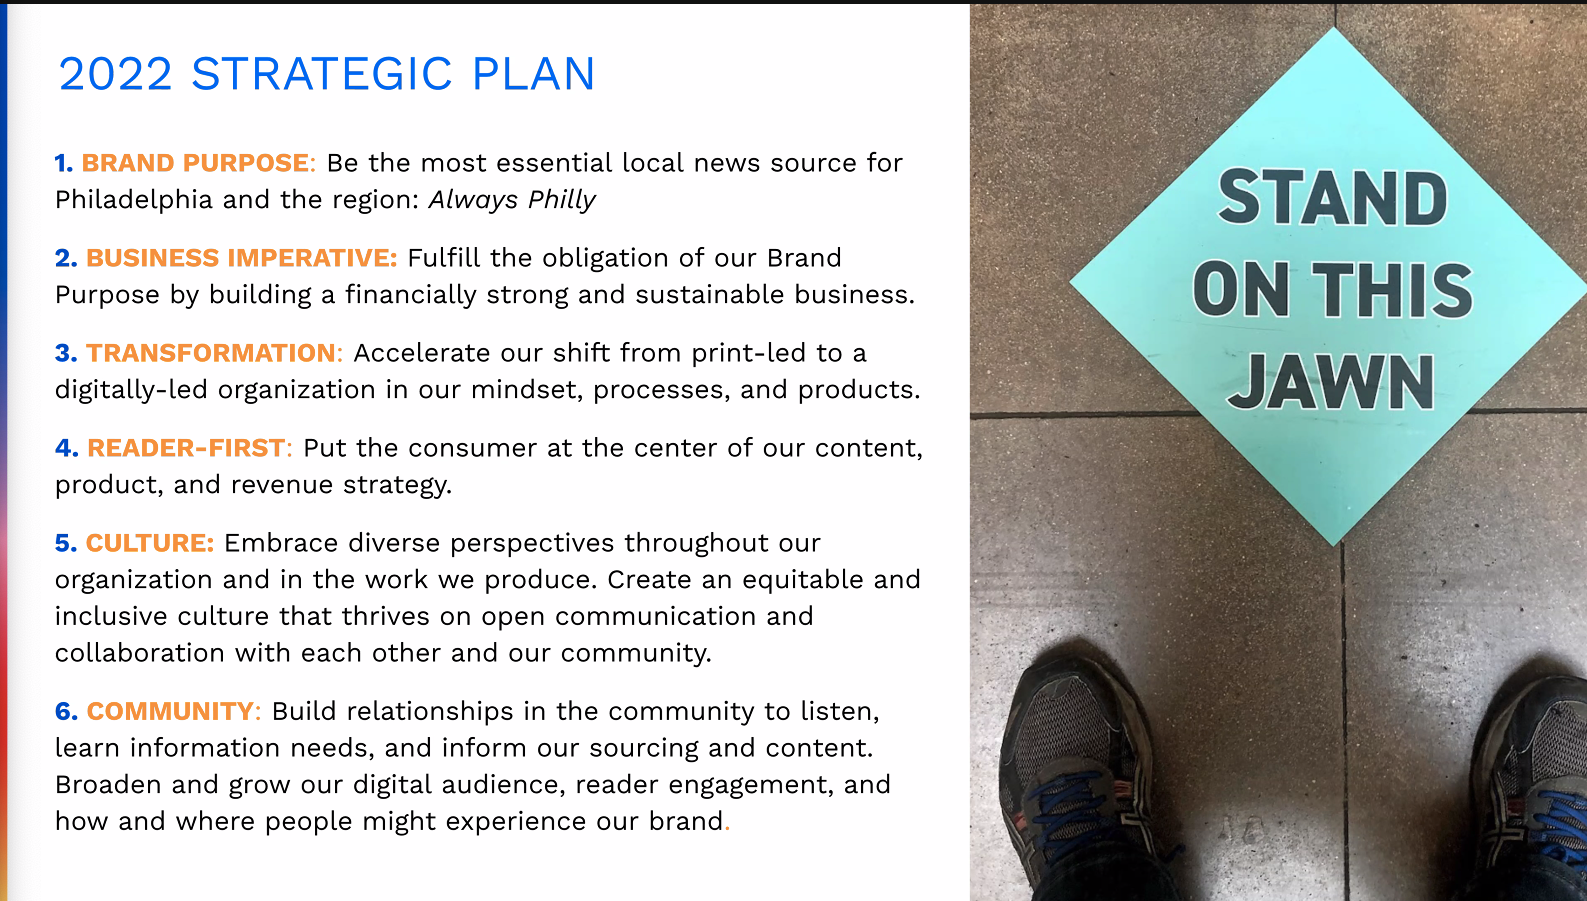 2022 STRATEGIC PLAN
1. BRAND PURPOSE: Be the most essential local news source for
Philadelphia and the region: Always Philly
2. BUSINESS IMPERATIVE: Fulfill the obligation of our Brand
Purpose by building a financially strong and sustainable business.
3. TRANSFORMATION: Accelerate our shift from print-led to a
digitally-led organization in our mindset, processes, and products.
4. READER-FIRST: Put the consumer at the center of our content,
product, and revenue strategy.
5. CULTURE: Embrace diverse perspectives throughout our
organization and in the work we produce. Create an equitable and
inclusive culture that thrives on open communication and
collaboration with each other and our community.
6. COMMUNITY: Build relationships in the community to listen,
learn information needs, and inform our sourcing and content.
Broaden and grow our digital audience, reader engagement, and
how and where people might experience our brand.
STAND
ON THIS
JAWN